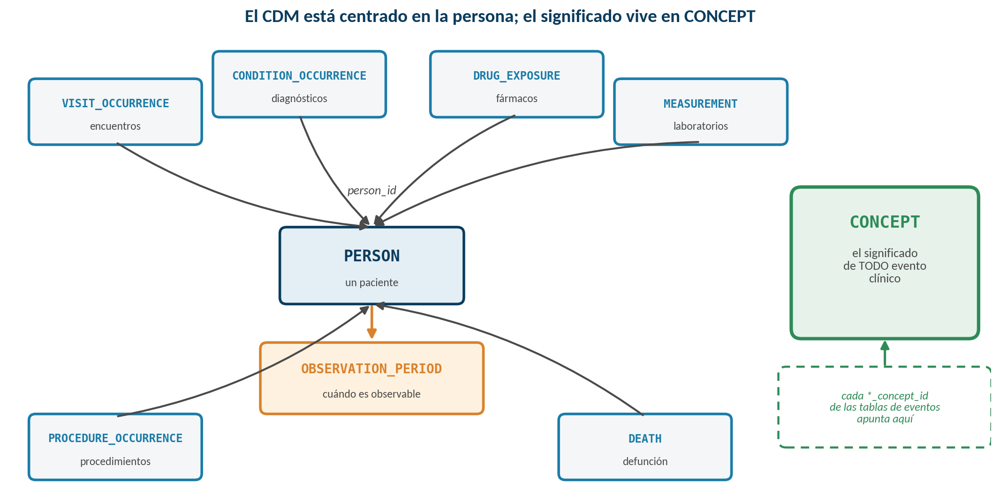 El CDM está centrado en la persona; el significado vive en CONCEPT
VISIT_OCCURRENCE
encuentros
CONDITION_OCCURRENCE
diagnósticos
DRUG_EXPOSURE
fármacos
MEASUREMENT
laboratorios
person_id
PERSON
un paciente
CONCEPT
el significado
de TODO evento
clínico
OBSERVATION_PERIOD
cuándo es observable
cada *_concept_id
de las tablas de eventos
apunta aquí
PROCEDURE_OCCURRENCE
procedimientos
DEATH
defunción